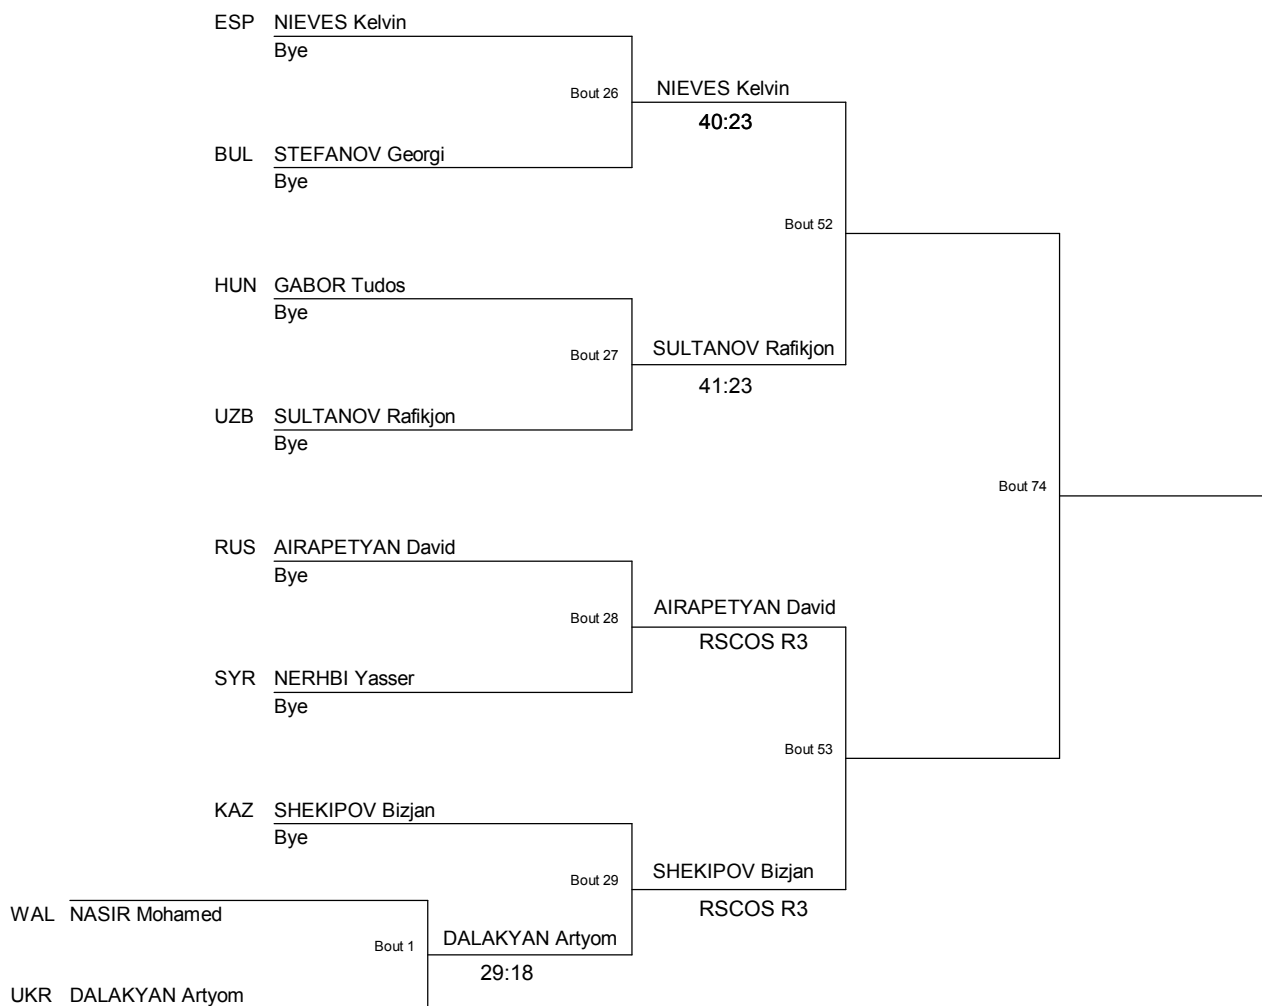 ESP NIEVES Kelvin
Bye
Bout 26
NIEVES Kelvin
40:23
BUL STEFANOV Georgi
Bye
Bout 52
HUN GABOR Tudos
Bye
Bout 27
SULTANOV Rafikjon
41:23
UZB SULTANOV Rafikjon
Bye
Bout 74
RUS AIRAPETYAN David
Bye
Bout 28
AIRAPETYAN David
RSCOS R3
SYR NERHBI Yasser
Bye
Bout 53
KAZ SHEKIPOV Bizjan
Bye
Bout 29
SHEKIPOV Bizjan
RSCOS R3
WAL NASIR Mohamed
Bout 1
DALAKYAN Artyom
29:18
UKR DALAKYAN Artyom